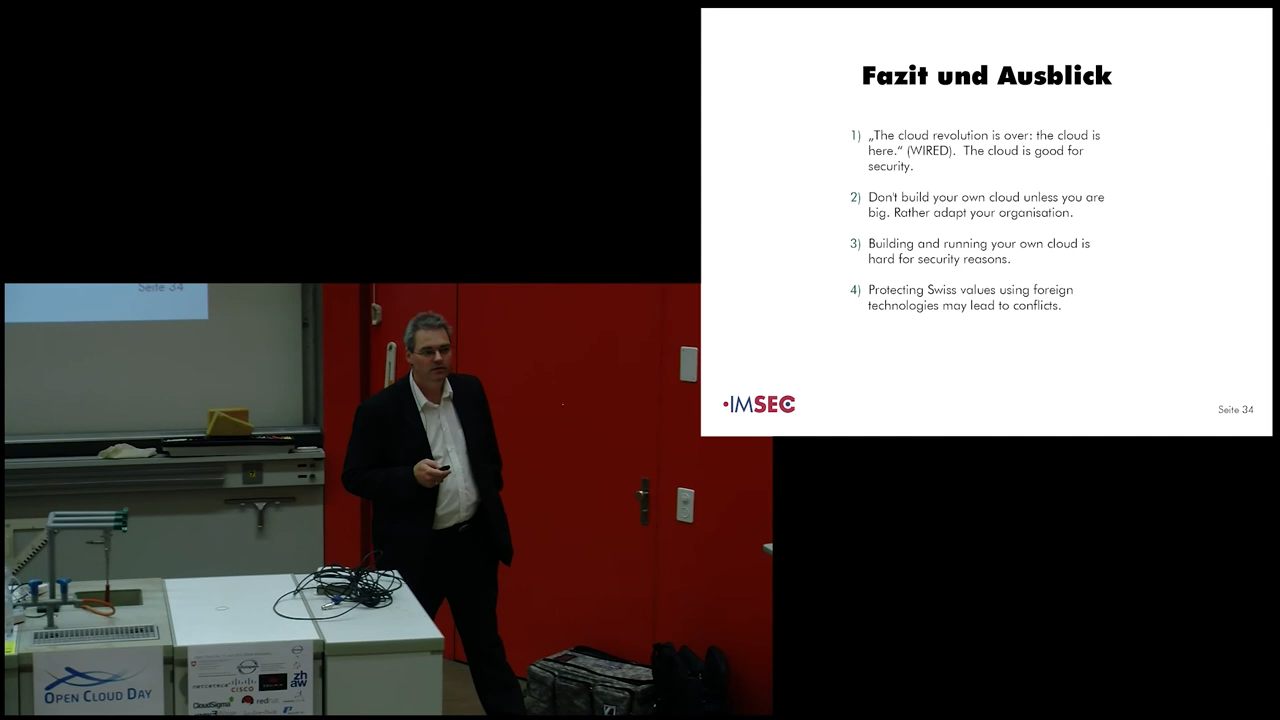 Fazit und Ausblick
1) „The cloud revolution is over: the cloud is
here.“ (WIRED). The cloud is good for
security.
2) Don't build your own cloud unless you are
big. Rather adapt your organisation.
3) Building and running your own cloud is
hard for security reasons.
4) Protecting Swiss values using foreign
technologies may lead to conflicts.
IMSEC
Seite 34
Seite 34
OPEN CLOUD DAY
CISCO
zh
aw
CloudSigma
redhat